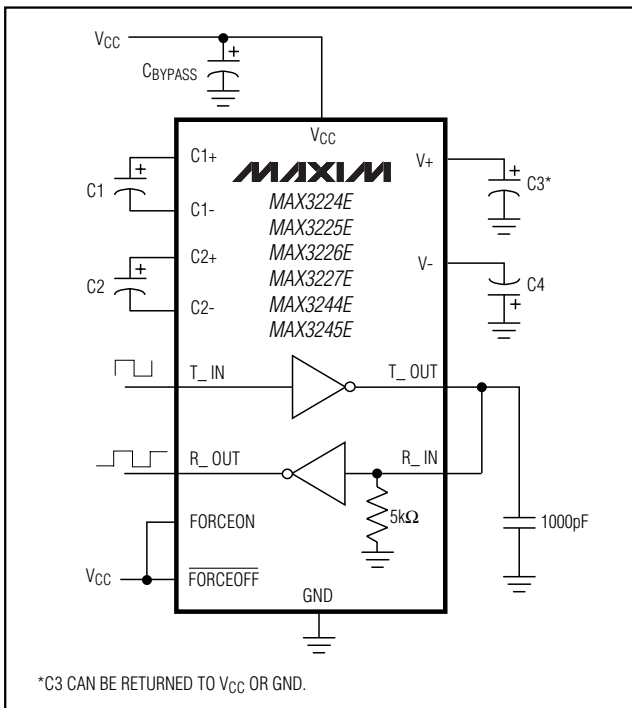 VCC
CBYPASS
+
VCC
C1+
C1
+
C1-
C2+
C2
+
C2-
MAXIM
MAX3224E
MAX3225E
MAX3226E
MAX3227E
MAX3244E
MAX3245E
V+
+
C3*
V-
C4
+
T_ IN
T_ OUT
R_ OUT
R_ IN
5kΩ
1000pF
FORCEON
VCC
FORCEOFF
GND
*C3 CAN BE RETURNED TO VCC OR GND.